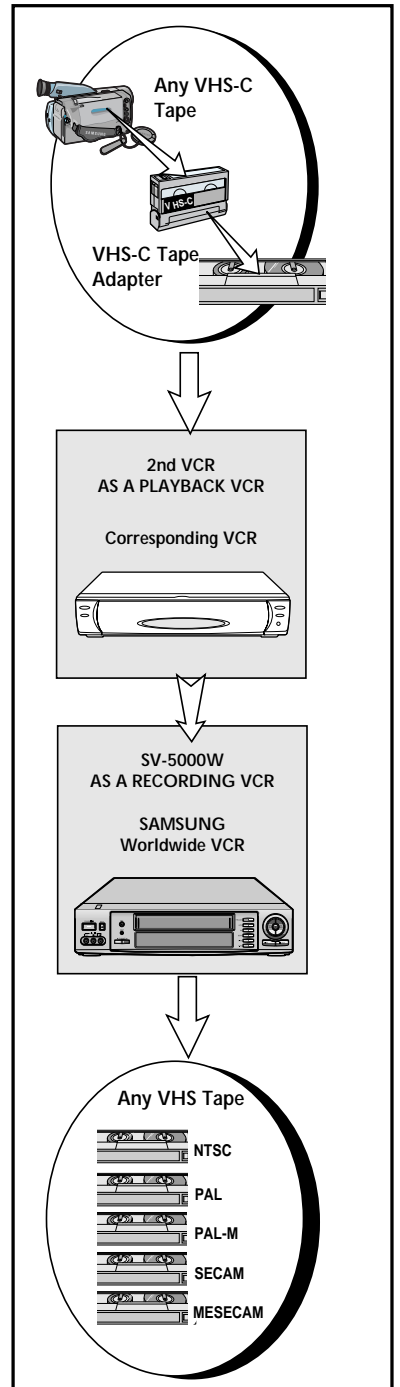 Any VHS-C
Tape
SAMSUNG
V HS-C
VHS-C Tape
Adapter
2nd VCR
AS A PLAYBACK VCR
Corresponding VCR
SV-5000W
AS A RECORDING VCR
SAMSUNG
Worldwide VCR
Any VHS Tape
NTSC
PAL
PAL-M
SECAM
MESECAM